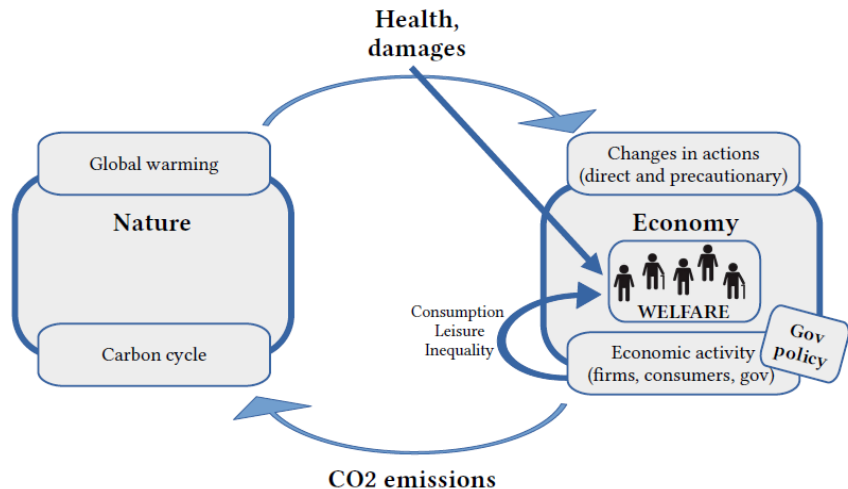 Health,
damages
Global warming
Nature
Carbon cycle
Changes in actions
(direct and precautionary)
Economy
WELFARE
Consumption
Leisure
Inequality
Gov
policy
Economic activity
(firms, consumers, gov)
CO2 emissions